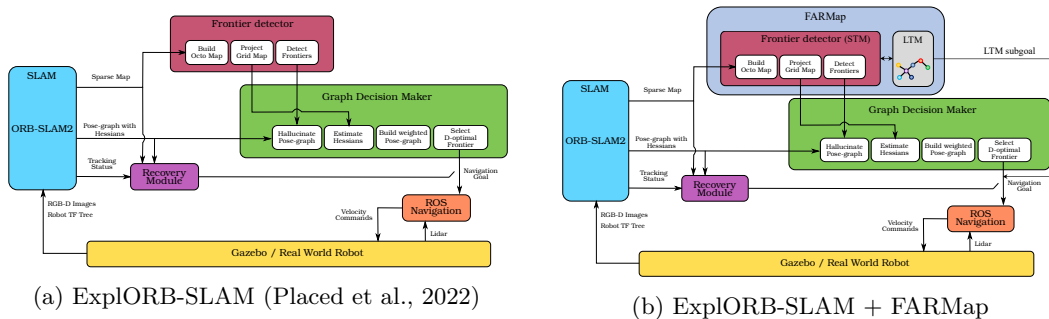 Frontier detector
Build
Octo Map
Project
Grid Map
Detect
Frontiers
SLAM
ORB-SLAM2
Sparse Map
Graph Decision Maker
Pose-graph with
Hessians
Hallucinate
Pose-graph
Estimate
Hessians
Build weighted
Pose-graph
Select
D-optimal
Frontier
Tracking
Status
Recovery
Module
Navigation
Goal
RGB-D Images
Robot TF Tree
Velocity
Commands
ROS
Navigation
Lidar
Gazebo / Real World Robot
(a) ExplORB-SLAM (Placed et al., 2022)
FARMap
Frontier detector (STM)
LTM
Build
Octo Map
Project
Grid Map
Detect
Frontiers
LTM subgoal
SLAM
ORB-SLAM2
Sparse Map
Graph Decision Maker
Pose-graph with
Hessians
Hallucinate
Pose-graph
Estimate
Hessians
Build weighted
Pose-graph
Select
D-optimal
Frontier
Tracking
Status
Recovery
Module
Navigation
Goal
RGB-D Images
Robot TF Tree
Velocity
Commands
ROS
Navigation
Lidar
Gazebo / Real World Robot
(b) ExplORB-SLAM + FARMap